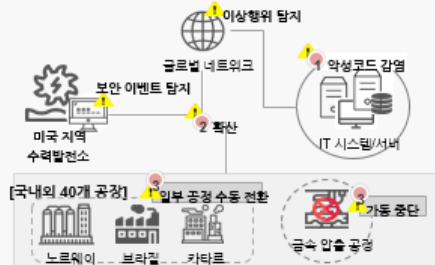 이상행위 탐지
글로벌 네트워크
1 악성코드 감염
보안 이벤트 탐지
IT 시스템/서버
2 확산
미국 지역
수력발전소
[국내외 40개 공장]
3
일부 공정 수동 전환
3
가동 중단
노르웨이
브라질
카타르
금속 압출 공정